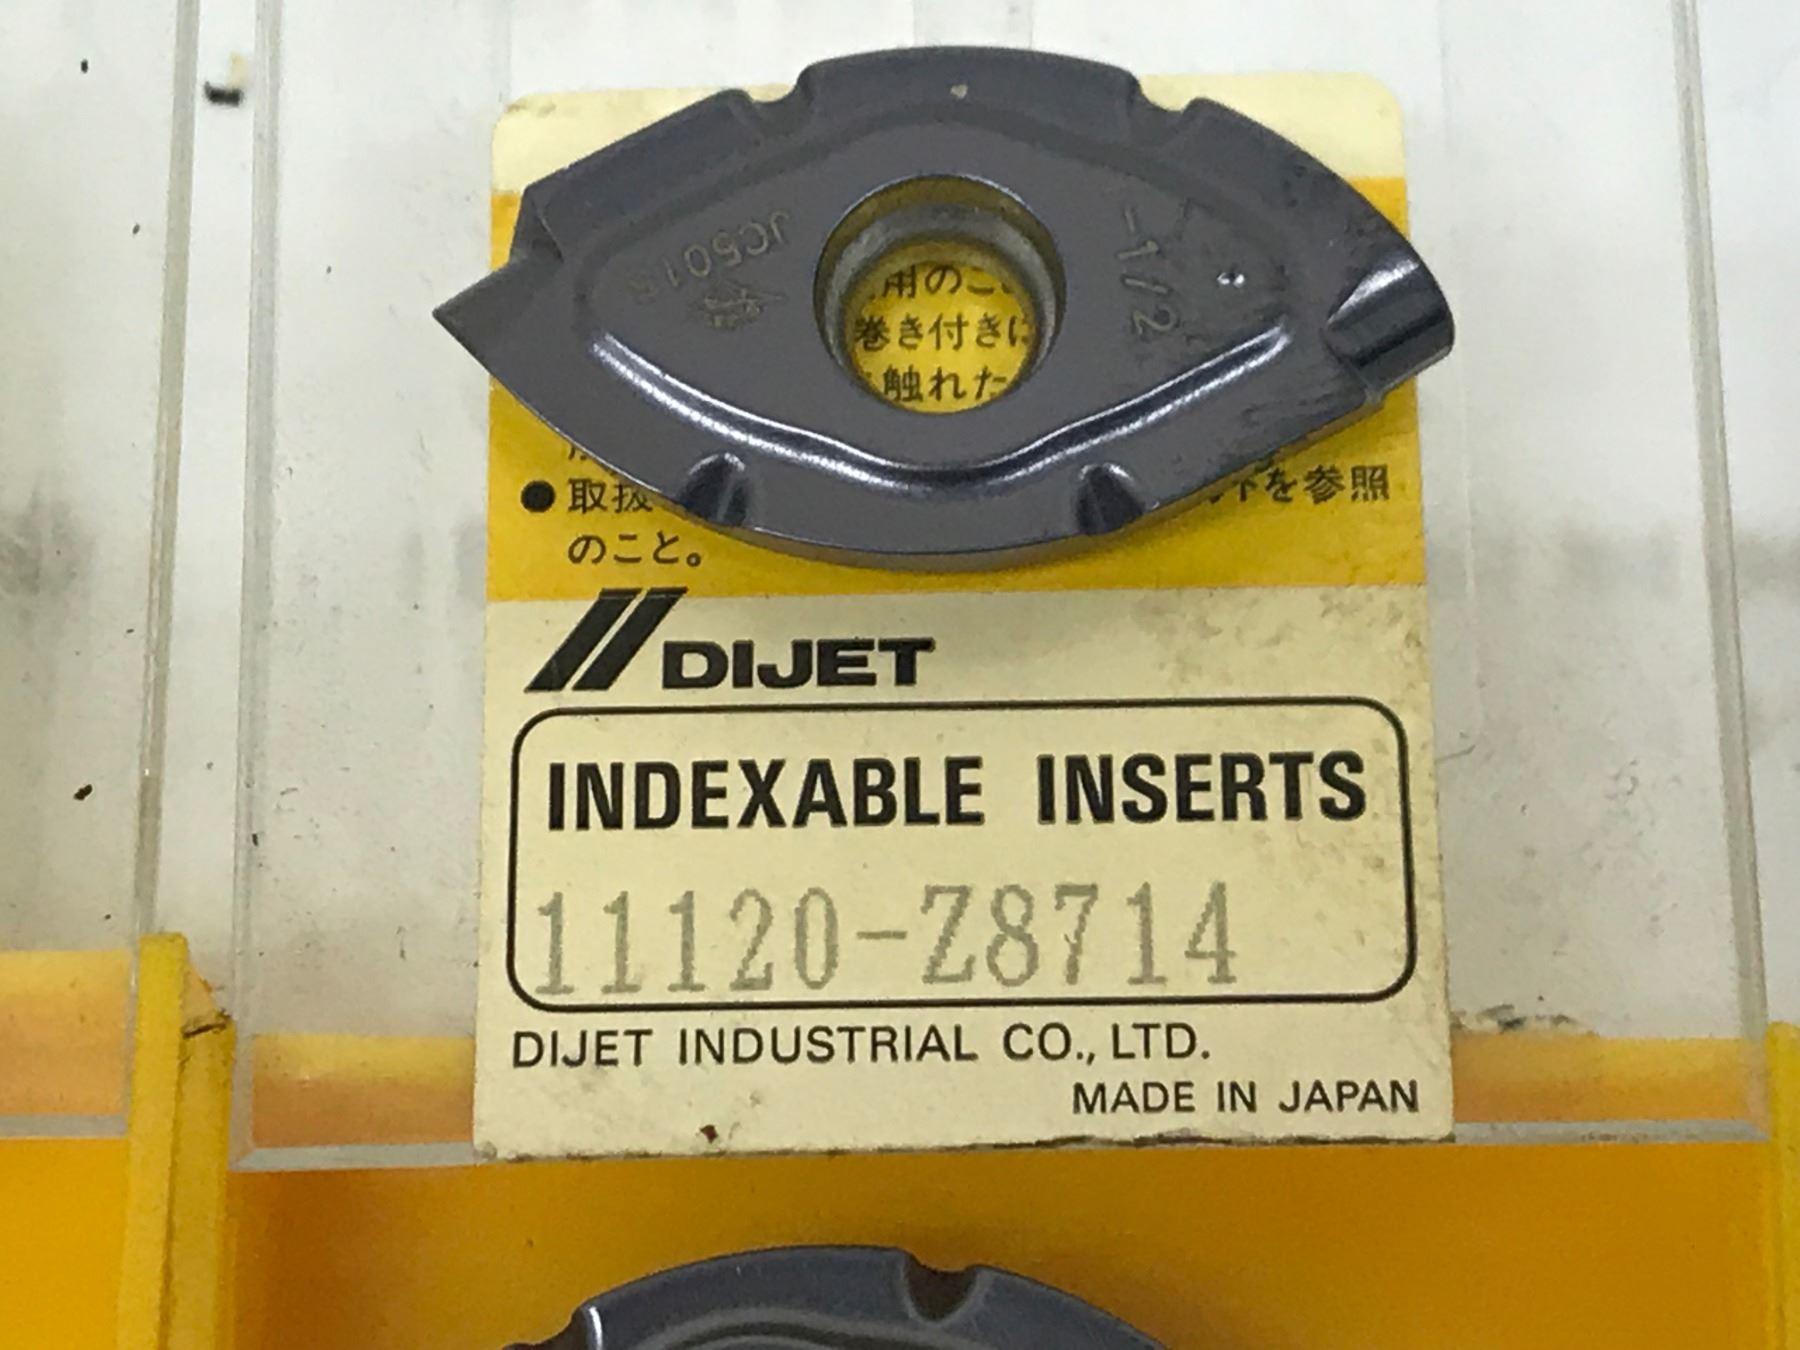 -1/2
JC5015
用のこ
巻き付きに
触れた
●取扱 を参照
のこと。
DIJET
INDEXABLE INSERTS
11120-Z8714
DIJET INDUSTRIAL CO., LTD.
MADE IN JAPAN